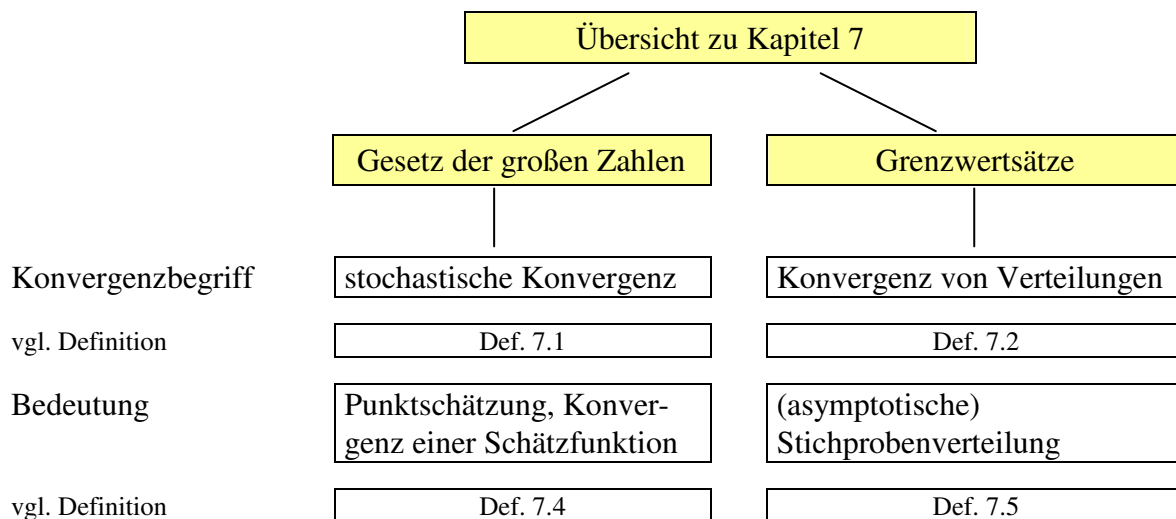 Übersicht zu Kapitel 7
Gesetz der großen Zahlen
Grenzwertsätze
Konvergenzbegriff
stochastische Konvergenz
Konvergenz von Verteilungen
vgl. Definition
Def. 7.1
Def. 7.2
Bedeutung
Punktschätzung, Konver-
genz einer Schätzfunktion
(asymptotische)
Stichprobenverteilung
vgl. Definition
Def. 7.4
Def. 7.5